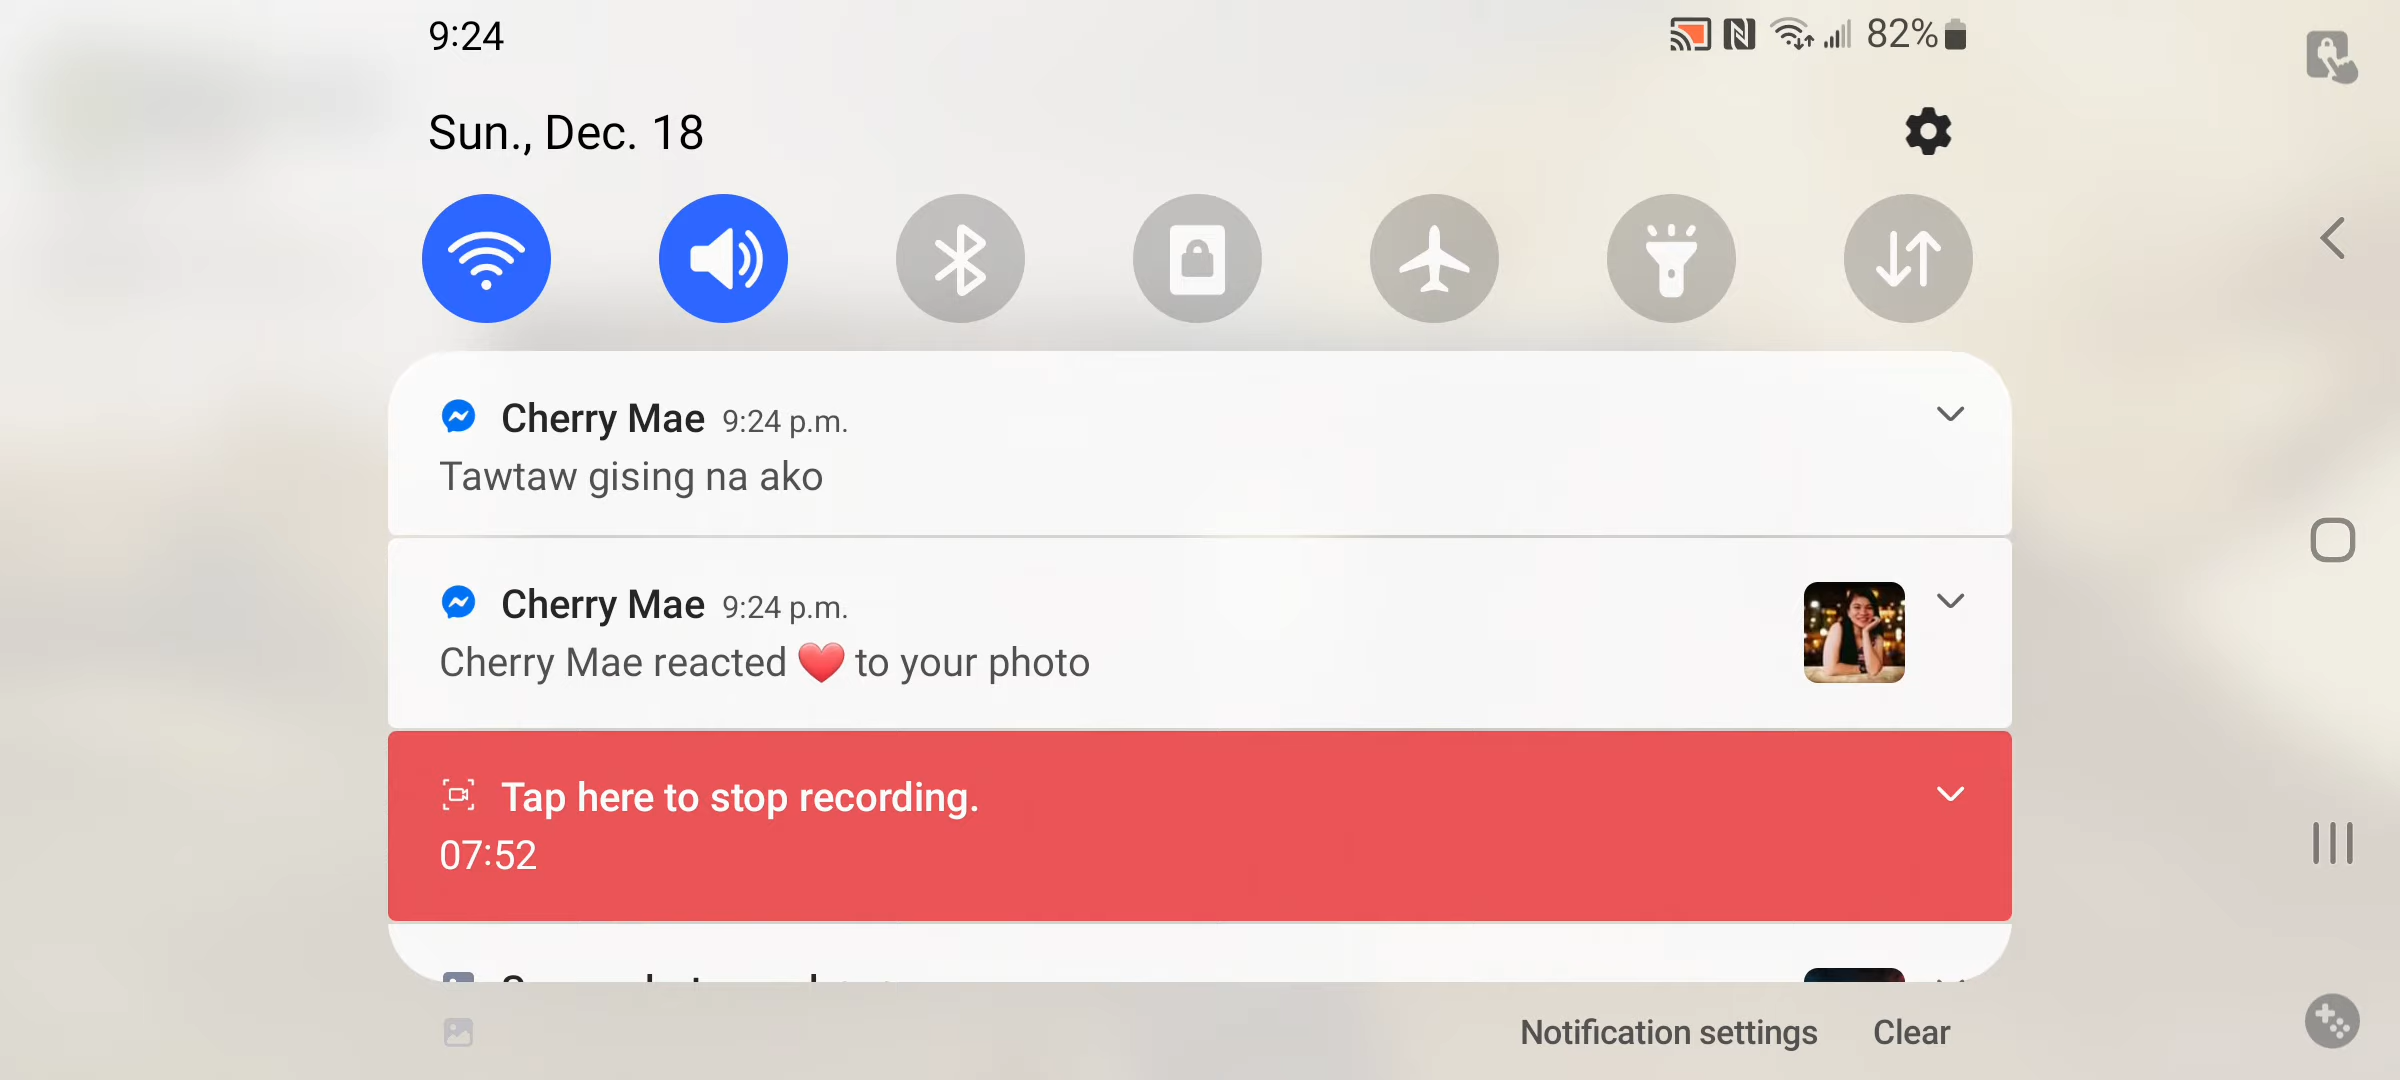 9:24
82%
Sun., Dec. 18
Cherry Mae 9:24 p.m.
Tawtaw gising na ako
Cherry Mae 9:24 p.m.
Cherry Mae reacted ❤️ to your photo
Tap here to stop recording.
07:52
Notification settings
Clear